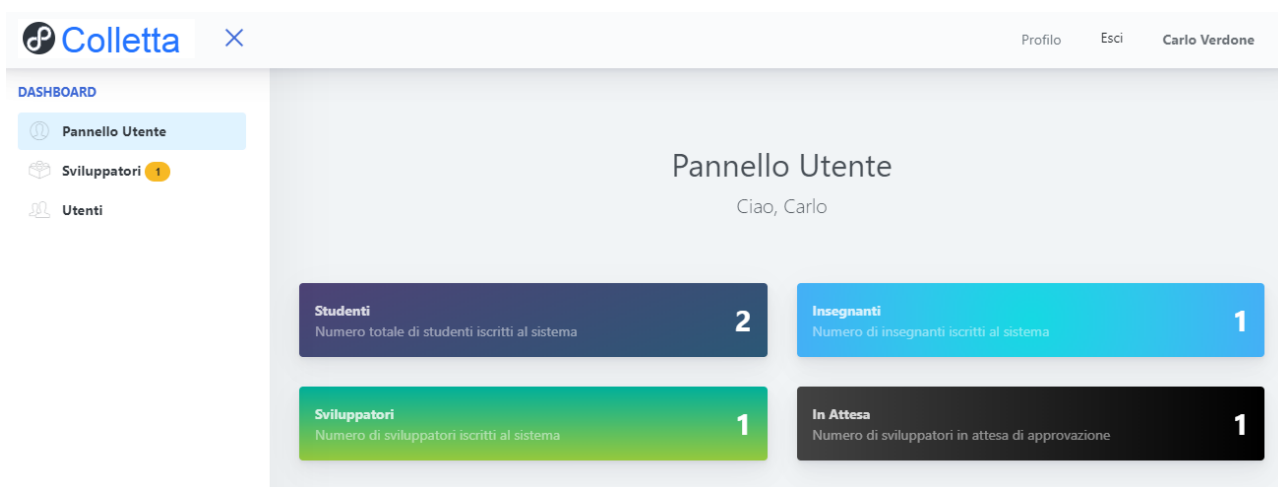 Colletta
Profilo Esci Carlo Verdone
DASHBOARD
Pannello Utente
Sviluppatori 1
Utenti
Pannello Utente
Ciao, Carlo
Studenti
Numero totale di studenti iscritti al sistema
2
Insegnanti
Numero di insegnanti iscritti al sistema
1
Sviluppatori
Numero di sviluppatori iscritti al sistema
1
In Attesa
Numero di sviluppatori in attesa di approvazione
1